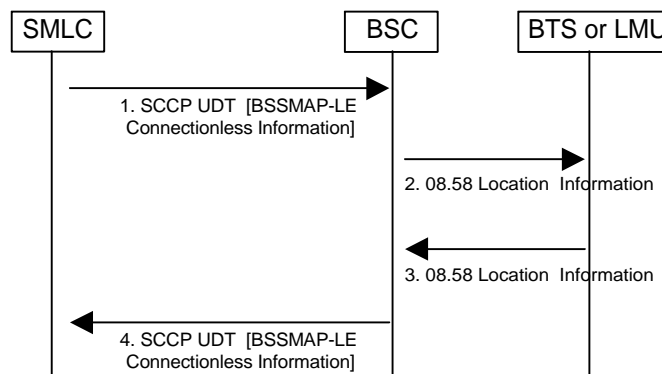 SMLC
BSC
BTS or LMU
1. SCCP UDT [BSSMAP-LE
Connectionless Information]
2. 08.58 Location Information
3. 08.58 Location Information
4. SCCP UDT [BSSMAP-LE
Connectionless Information]